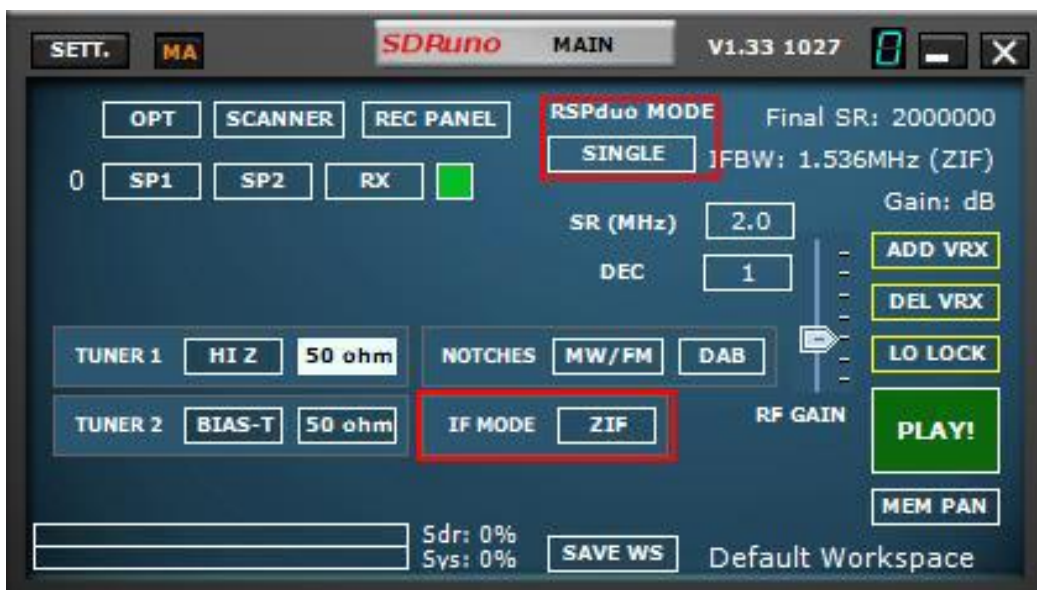 SETT. MA SDRuno MAIN V1.33 1027 0
OPT SCANNER REC PANEL RSPduo MODE Final SR: 2000000
SINGLE IFBW: 1.536MHz (ZIF)
0 SP1 SP2 RX Gain: dB
SR (MHz) 2.0
ADD VRX
DEC 1
DEL VRX
TUNER 1 HI Z 50 ohm NOTCHES MW/FM DAB LO LOCK
TUNER 2 BIAS-T 50 ohm IF MODE ZIF RF GAIN PLAY!
MEM PAN
Sdr: 0%
Sys: 0% SAVE WS Default Workspace